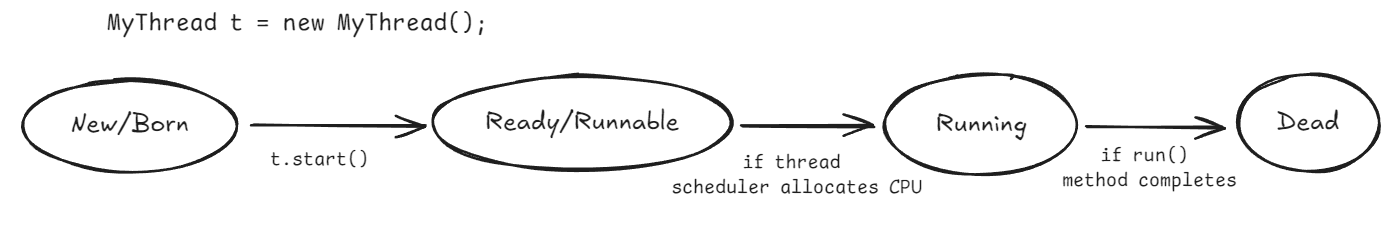 MyThread t = new MyThread();
New/Born
t.start()
Ready/Runnable
if thread
scheduler allocates CPU
Running
if run()
method completes
Dead